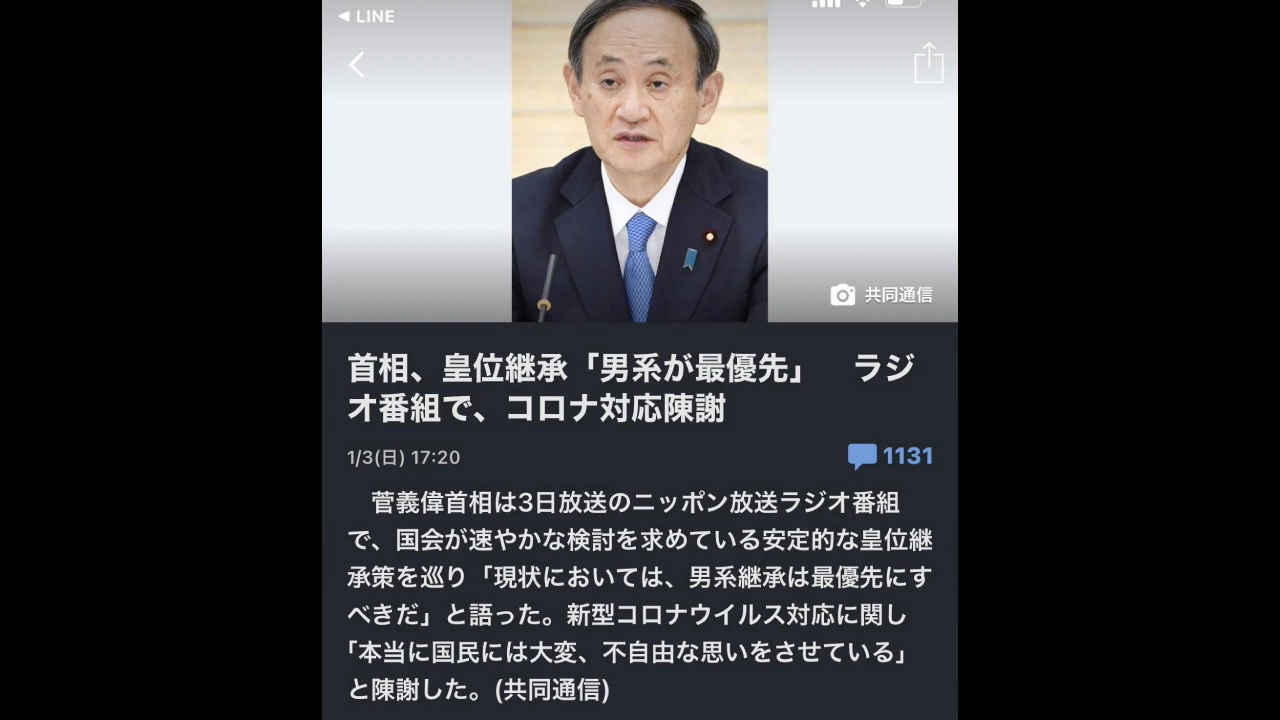 ◀ LINE
共同通信
首相、皇位継承「男系が最優先」　ラジ
オ番組で、コロナ対応陳謝
1/3(日) 17:20
1131
　菅義偉首相は3日放送のニッポン放送ラジオ番組
で、国会が速やかな検討を求めている安定的な皇位継
承策を巡り「現状においては、男系継承は最優先にす
べきだ」と語った。新型コロナウイルス対応に関し
「本当に国民には大変、不自由な思いをさせている」
と陳謝した。(共同通信)